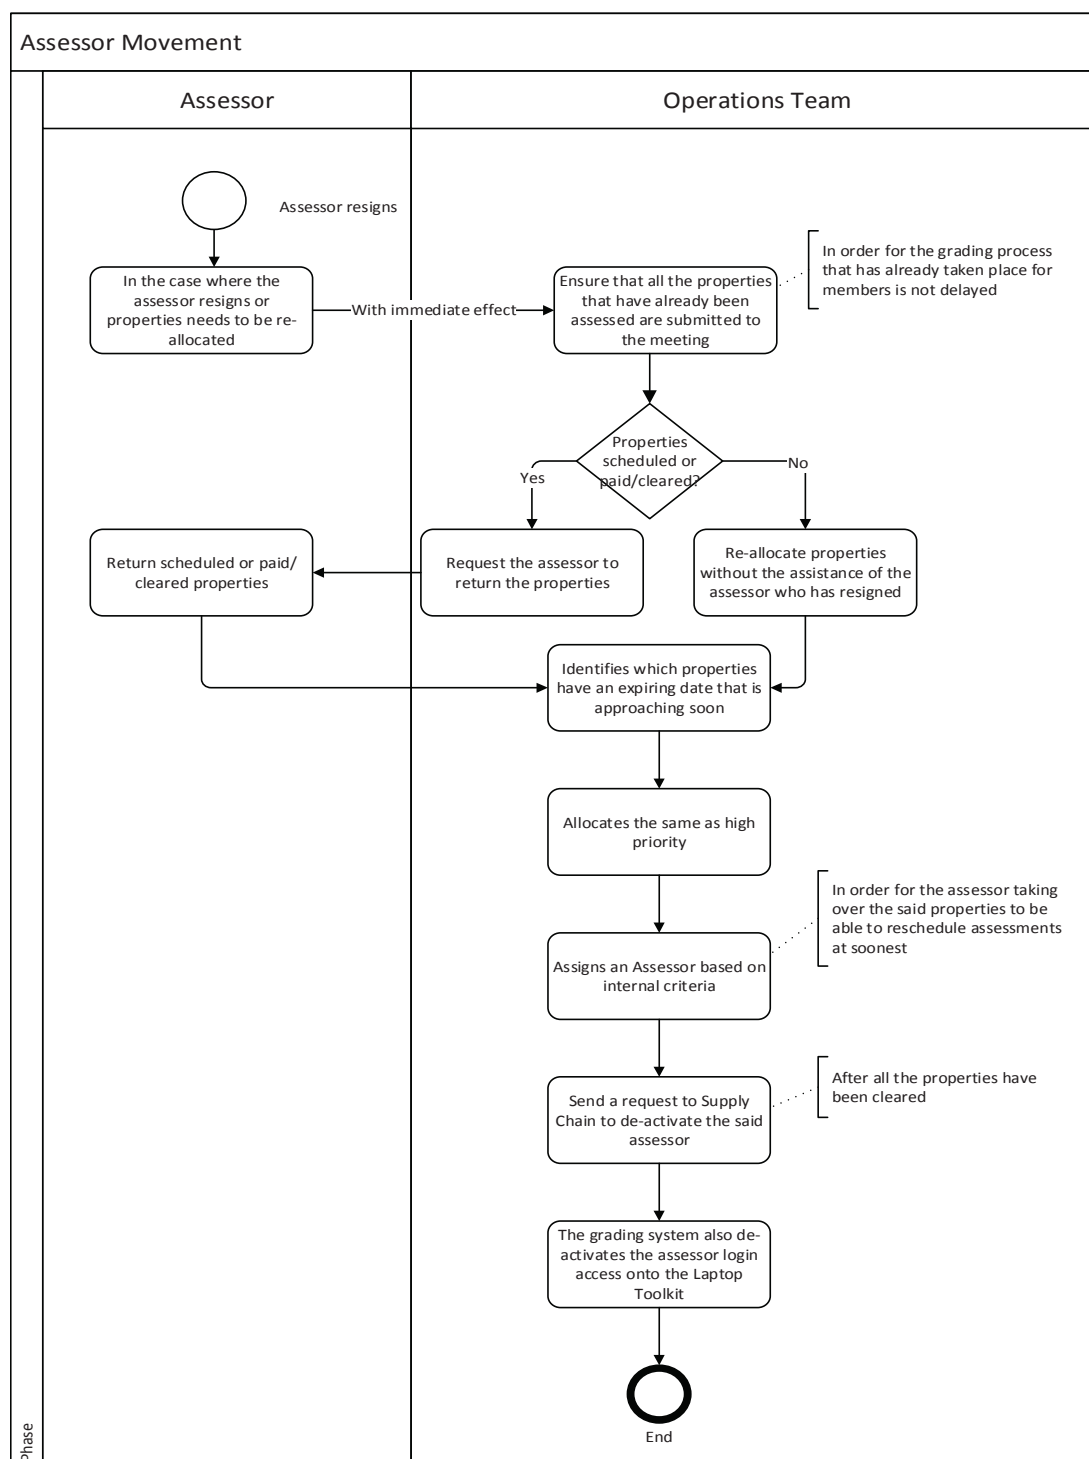 Assessor Movement
Assessor
Operations Team
Assessor resigns
In the case where the
assessor resigns or
properties needs to be re-
allocated
With immediate effect
Ensure that all the properties
that have already been
assessed are submitted to
the meeting
In order for the grading process
that has already taken place for
members is not delayed
Properties
scheduled or
paid/cleared?
Yes
No
Return scheduled or paid/
cleared properties
Request the assessor to
return the properties
Re-allocate properties
without the assistance of the
assessor who has resigned
Identifies which properties
have an expiring date that is
approaching soon
Allocates the same as high
priority
In order for the assessor taking
over the said properties to be
able to reschedule assessments
at soonest
Assigns an Assessor based on
internal criteria
After all the properties have
been cleared
Send a request to Supply
Chain to de-activate the said
assessor
The grading system also de-
activates the assessor login
access onto the Laptop
Toolkit
End
Phase